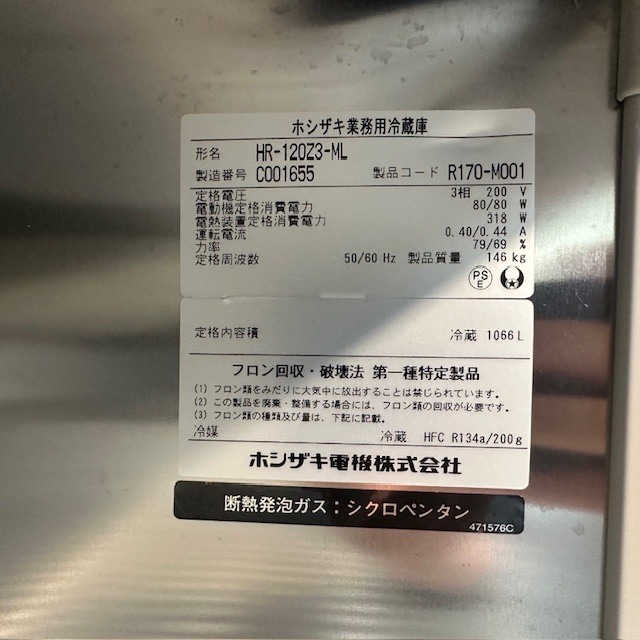 ホシザキ業務用冷蔵庫
形名 HR-120Z3-ML
製造番号 C001655 製品コード R170-M001
定格電圧 3相 200 V
電動機定格消費電力 80/80 W
電熱装置定格消費電力 318 W
運転電流 0.40/0.44 A
力率 79/69 %
定格周波数 50/60 Hz 製品質量 146 kg
PSE
定格内容積 冷蔵 1066 L
フロン回収・破壊法 第一種特定製品
(1) フロン類をみだりに大気中に放出することは禁じられています。
(2) この製品を廃棄・整備する場合には、フロン類の回収が必要です。
(3) フロン類の種類及び量は、下記に記載。
冷媒 冷蔵 HFC R134a/200g
ホシザキ電機株式会社
断熱発泡ガス：シクロペンタン
471576C